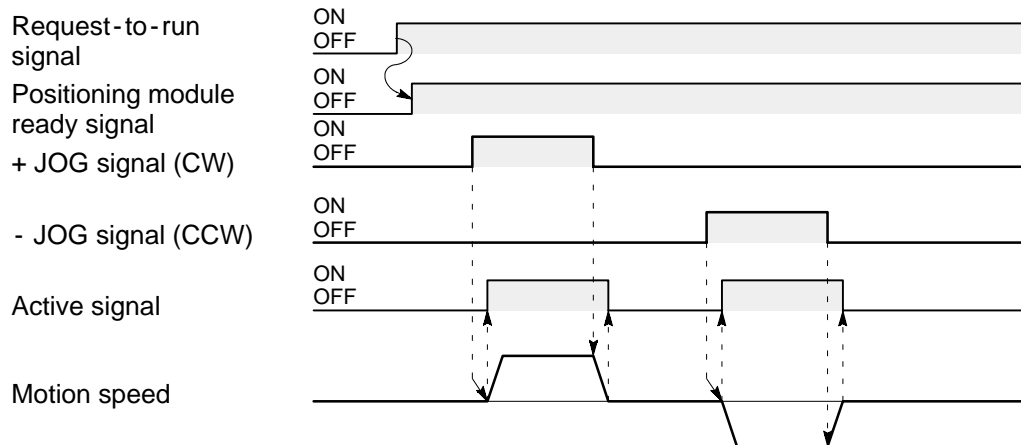 Request-to-run
signal
ON
OFF
Positioning module
ready signal
ON
OFF
+ JOG signal (CW)
ON
OFF
- JOG signal (CCW)
ON
OFF
Active signal
ON
OFF
Motion speed